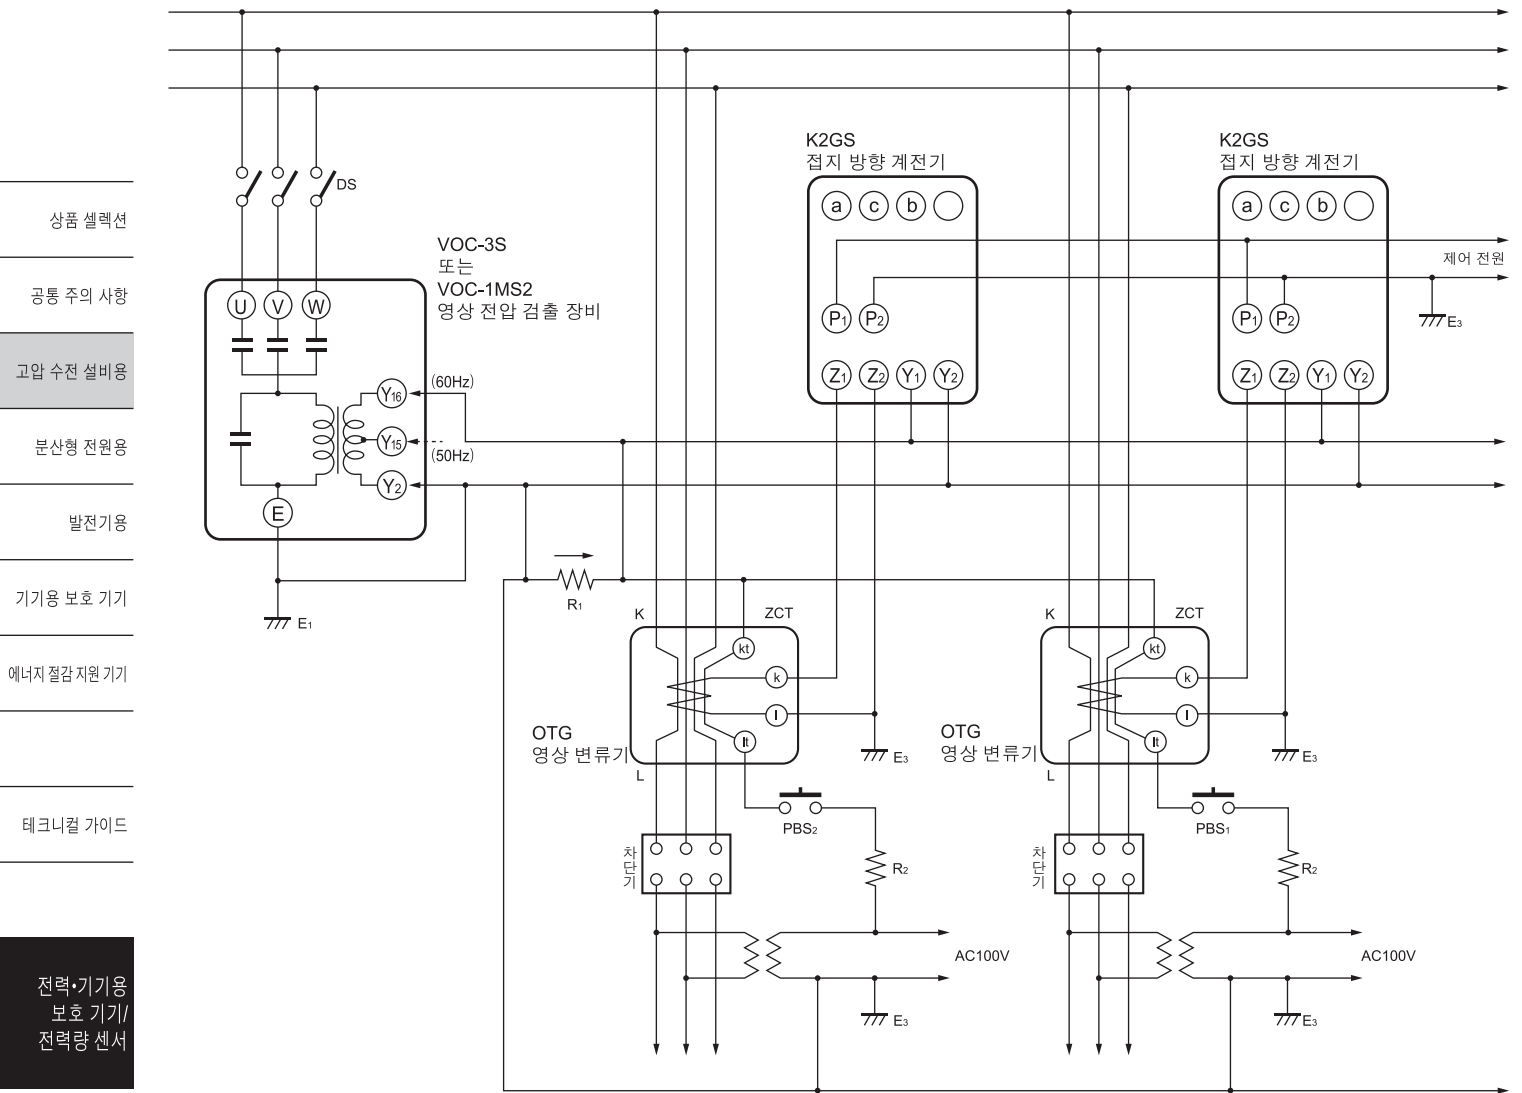 상품 셀렉션
공통 주의 사항
고압 수전 설비용
분산형 전원용
발전기용
기기용 보호 기기
에너지 절감 지원 기기
테크니컬 가이드
전력•기기용
보호 기기/
전력량 센서
DS
VOC-3S
또는
VOC-1MS2
영상 전압 검출 장비
U V W
Y16
(60Hz)
Y15
(50Hz)
Y2
E
E1
K2GS
접지 방향 계전기
a c b
P1 P2
Z1 Z2 Y1 Y2
K2GS
접지 방향 계전기
a c b
P1 P2
Z1 Z2 Y1 Y2
제어 전원
E3
R1
K
ZCT
kt
k
l
lt
OTG
영상 변류기
L
E3
PBS2
차단기
R2
AC100V
E3
K
ZCT
kt
k
l
lt
OTG
영상 변류기
L
E3
PBS1
차단기
R2
AC100V
E3